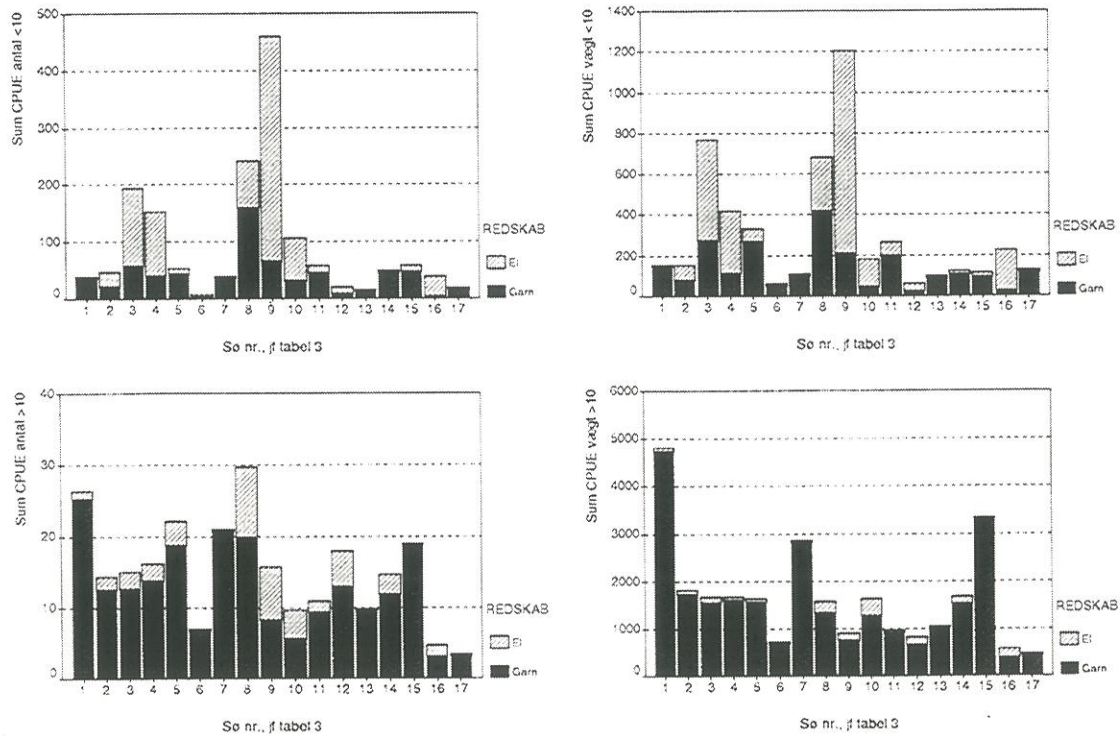 Sum CPUE antal <10
500
400
300
200
100
0
1 2 3 4 5 6 7 8 9 10 11 12 13 14 15 16 17
Sø nr., jf tabel 3
REDSKAB
El
Garn
Sum CPUE vægt <10
1400
1200
1000
800
600
400
200
0
1 2 3 4 5 6 7 8 9 10 11 12 13 14 15 16 17
Sø nr., jf tabel 3
REDSKAB
El
Garn
Sum CPUE antal >10
40
30
20
10
0
1 2 3 4 5 6 7 8 9 10 11 12 13 14 15 16 17
Sø nr., jf tabel 3
REDSKAB
El
Garn
Sum CPUE vægt >10
6000
5000
4000
3000
2000
1000
0
1 2 3 4 5 6 7 8 9 10 11 12 13 14 15 16 17
Sø nr., jf tabel 3
REDSKAB
El
Garn